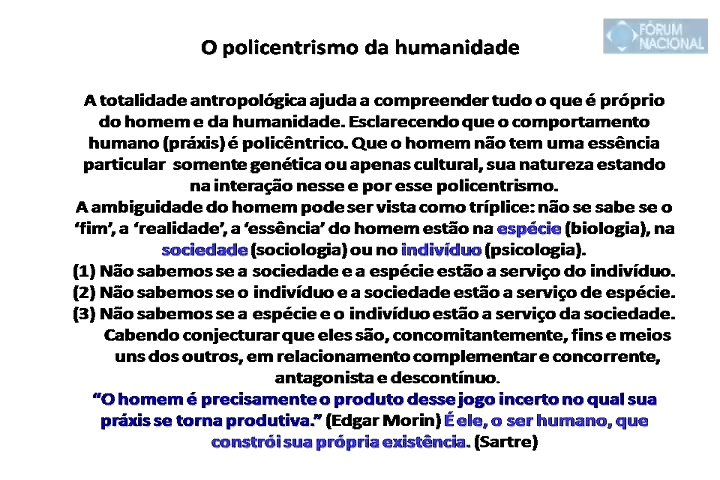 O policentrismo da humanidade
FÓRUM
NACIONAL
A totalidade antropológica ajuda a compreender tudo o que é próprio
do homem e da humanidade. Esclarecendo que o comportamento
humano (práxis) é policêntrico. Que o homem não tem uma essência
particular somente genética ou apenas cultural, sua natureza estando
na interação nesse e por esse policentrismo.
A ambiguidade do homem pode ser vista como tríplice: não se sabe se o
‘fim’, a ‘realidade’, a ‘essência’ do homem estão na espécie (biologia), na
sociedade (sociologia) ou no indivíduo (psicologia).
(1) Não sabemos se a sociedade e a espécie estão a serviço do indivíduo.
(2) Não sabemos se o indivíduo e a sociedade estão a serviço de espécie.
(3) Não sabemos se a espécie e o indivíduo estão a serviço da sociedade.
Cabendo conjecturar que eles são, concomitantemente, fins e meios
uns dos outros, em relacionamento complementar e concorrente,
antagonista e descontínuo.
“O homem é precisamente o produto desse jogo incerto no qual sua
práxis se torna produtiva.” (Edgar Morin) É ele, o ser humano, que
constrói sua própria existência. (Sartre)